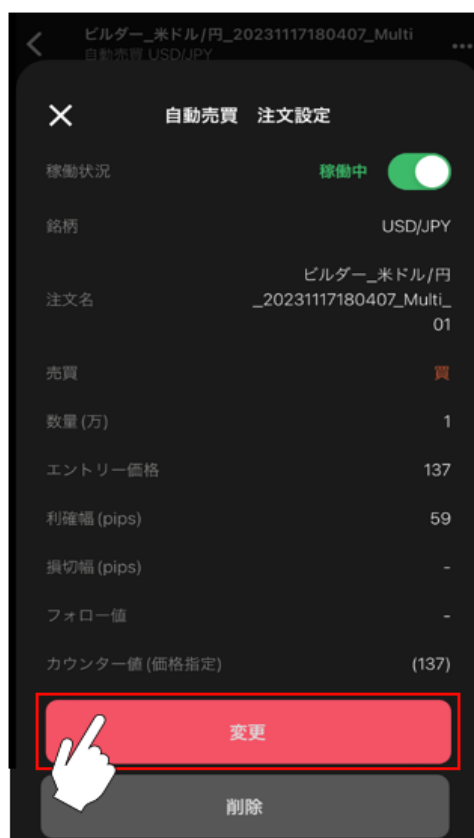 ビルダー_米ドル/円_20231117180407_Multi
自動売買 USD/JPY
自動売買 注文設定
稼働状況 稼働中
銘柄 USD/JPY
ビルダー_米ドル/円
注文名 _20231117180407_Multi_
01
売買 買
数量(万) 1
エントリー価格 137
利確幅(pips) 59
損切幅(pips) -
フォロー値 -
カウンター値(価格指定) (137)
変更
削除